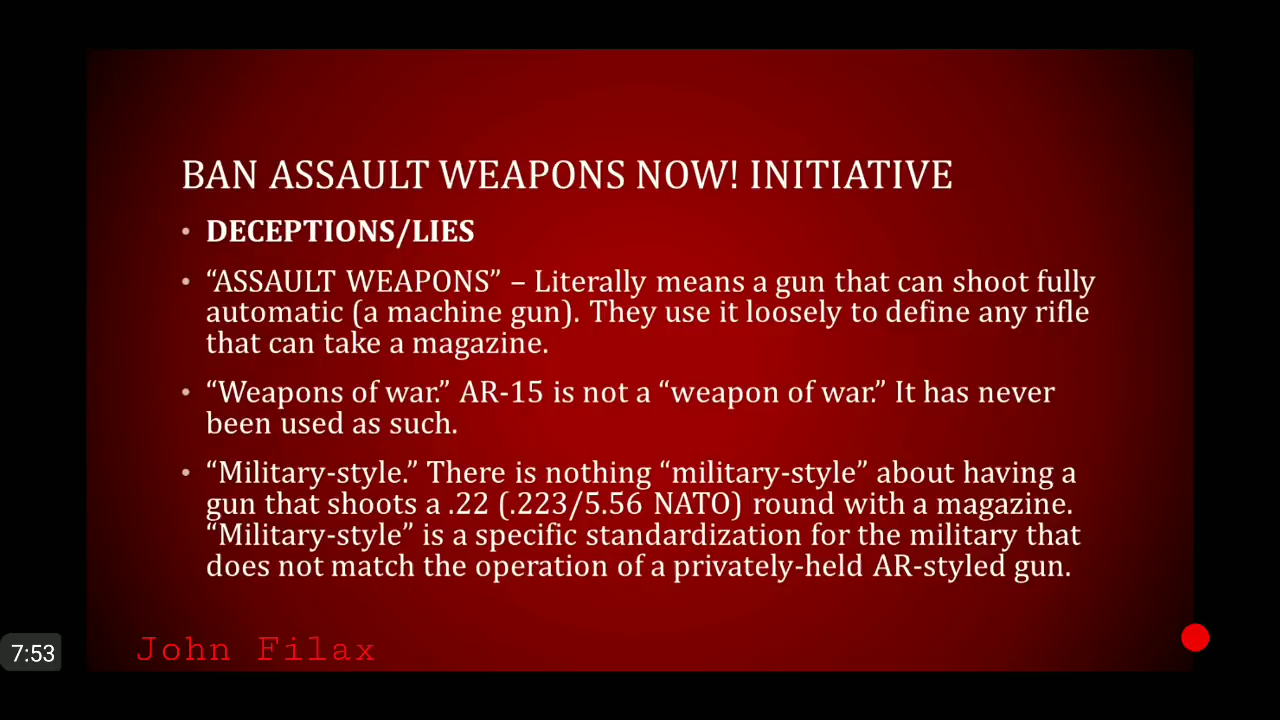 BAN ASSAULT WEAPONS NOW! INITIATIVE
• DECEPTIONS/LIES
• “ASSAULT WEAPONS” – Literally means a gun that can shoot fully
automatic (a machine gun). They use it loosely to define any rifle
that can take a magazine.
• “Weapons of war.” AR-15 is not a “weapon of war.” It has never
been used as such.
• “Military-style.” There is nothing “military-style” about having a
gun that shoots a .22 (.223/5.56 NATO) round with a magazine.
“Military-style” is a specific standardization for the military that
does not match the operation of a privately-held AR-styled gun.
John Filax
7:53